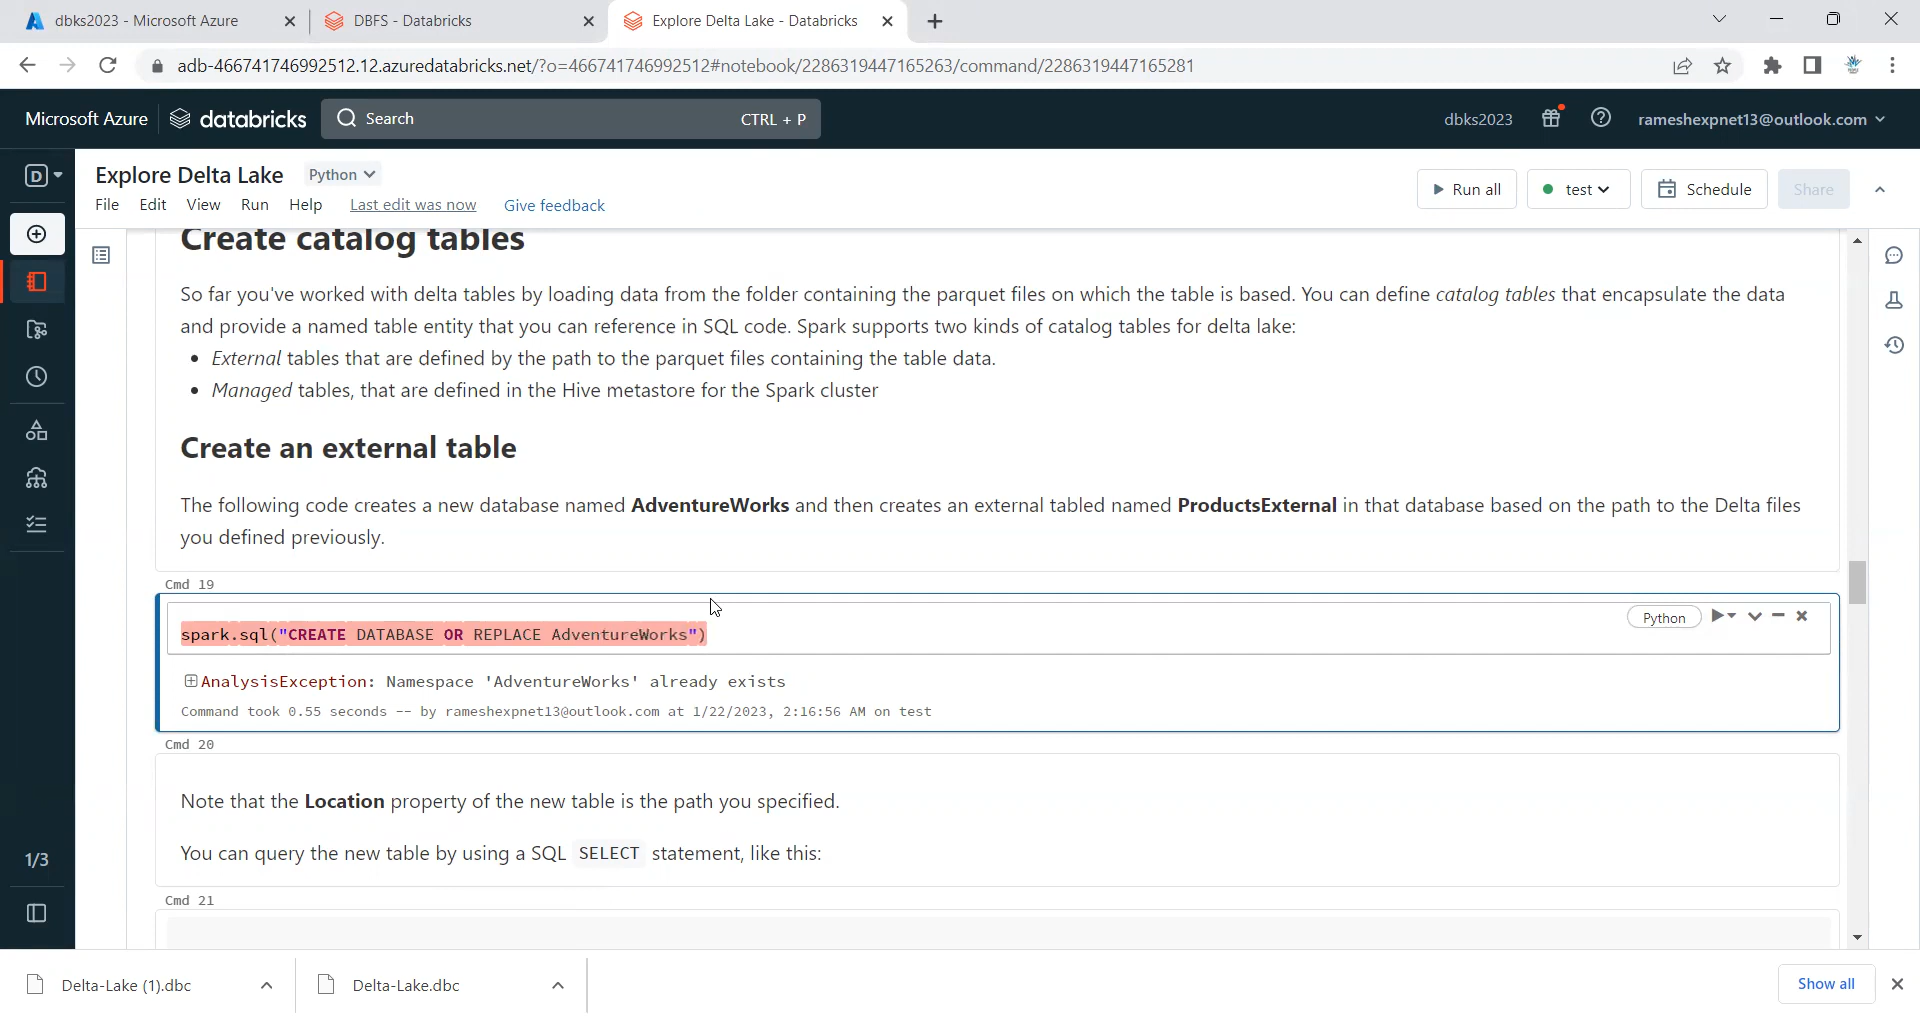 dbks2023 - Microsoft Azure
DBFS - Databricks
Explore Delta Lake - Databricks
adb-466741746992512.12.azuredatabricks.net/?o=466741746992512#notebook/2286319447165263/command/2286319447165281
Microsoft Azure
databricks
Search
CTRL + P
dbks2023
rameshexpnet13@outlook.com
D
Explore Delta Lake
Python
File Edit View Run Help Last edit was now Give feedback
Run all
test
Schedule
Share
Create catalog tables
So far you've worked with delta tables by loading data from the folder containing the parquet files on which the table is based. You can define catalog tables that encapsulate the data
and provide a named table entity that you can reference in SQL code. Spark supports two kinds of catalog tables for delta lake:
• External tables that are defined by the path to the parquet files containing the table data.
• Managed tables, that are defined in the Hive metastore for the Spark cluster
Create an external table
The following code creates a new database named AdventureWorks and then creates an external tabled named ProductsExternal in that database based on the path to the Delta files
you defined previously.
Cmd 19
Python
spark.sql("CREATE DATABASE OR REPLACE AdventureWorks")
AnalysisException: Namespace 'AdventureWorks' already exists
Command took 0.55 seconds -- by rameshexpnet13@outlook.com at 1/22/2023, 2:16:56 AM on test
Cmd 20
Note that the Location property of the new table is the path you specified.
You can query the new table by using a SQL SELECT statement, like this:
Cmd 21
1/3
Delta-Lake (1).dbc
Delta-Lake.dbc
Show all